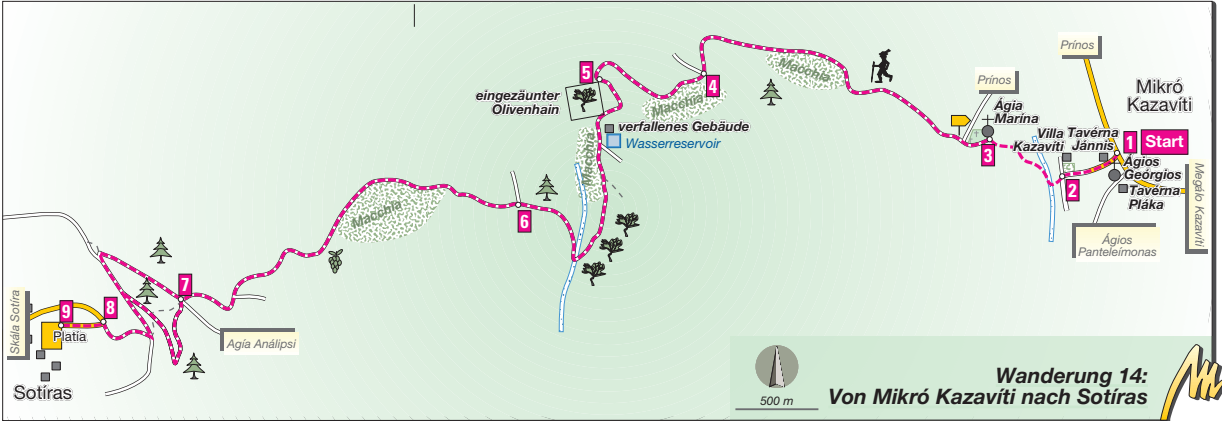 Prínos
Mikró
Kazavíti
1
Start
Prínos
Ágia
Marína
Villa
Kazavíti
Tavérna
Jánnis
Ágios
Geórgios
Tavérna
Pláka
2
3
Megálo Kazavíti
Ágios
Panteleímonas
Macchia
4
Macchia
5
eingezäunter
Olivenhain
verfallenes Gebäude
Wasserreservoir
Macchia
6
Macchia
7
Agía Análipsi
8
9
Platía
Skála Sotíra
Sotíras
500 m
Wanderung 14:
Von Mikró Kazavíti nach Sotíras